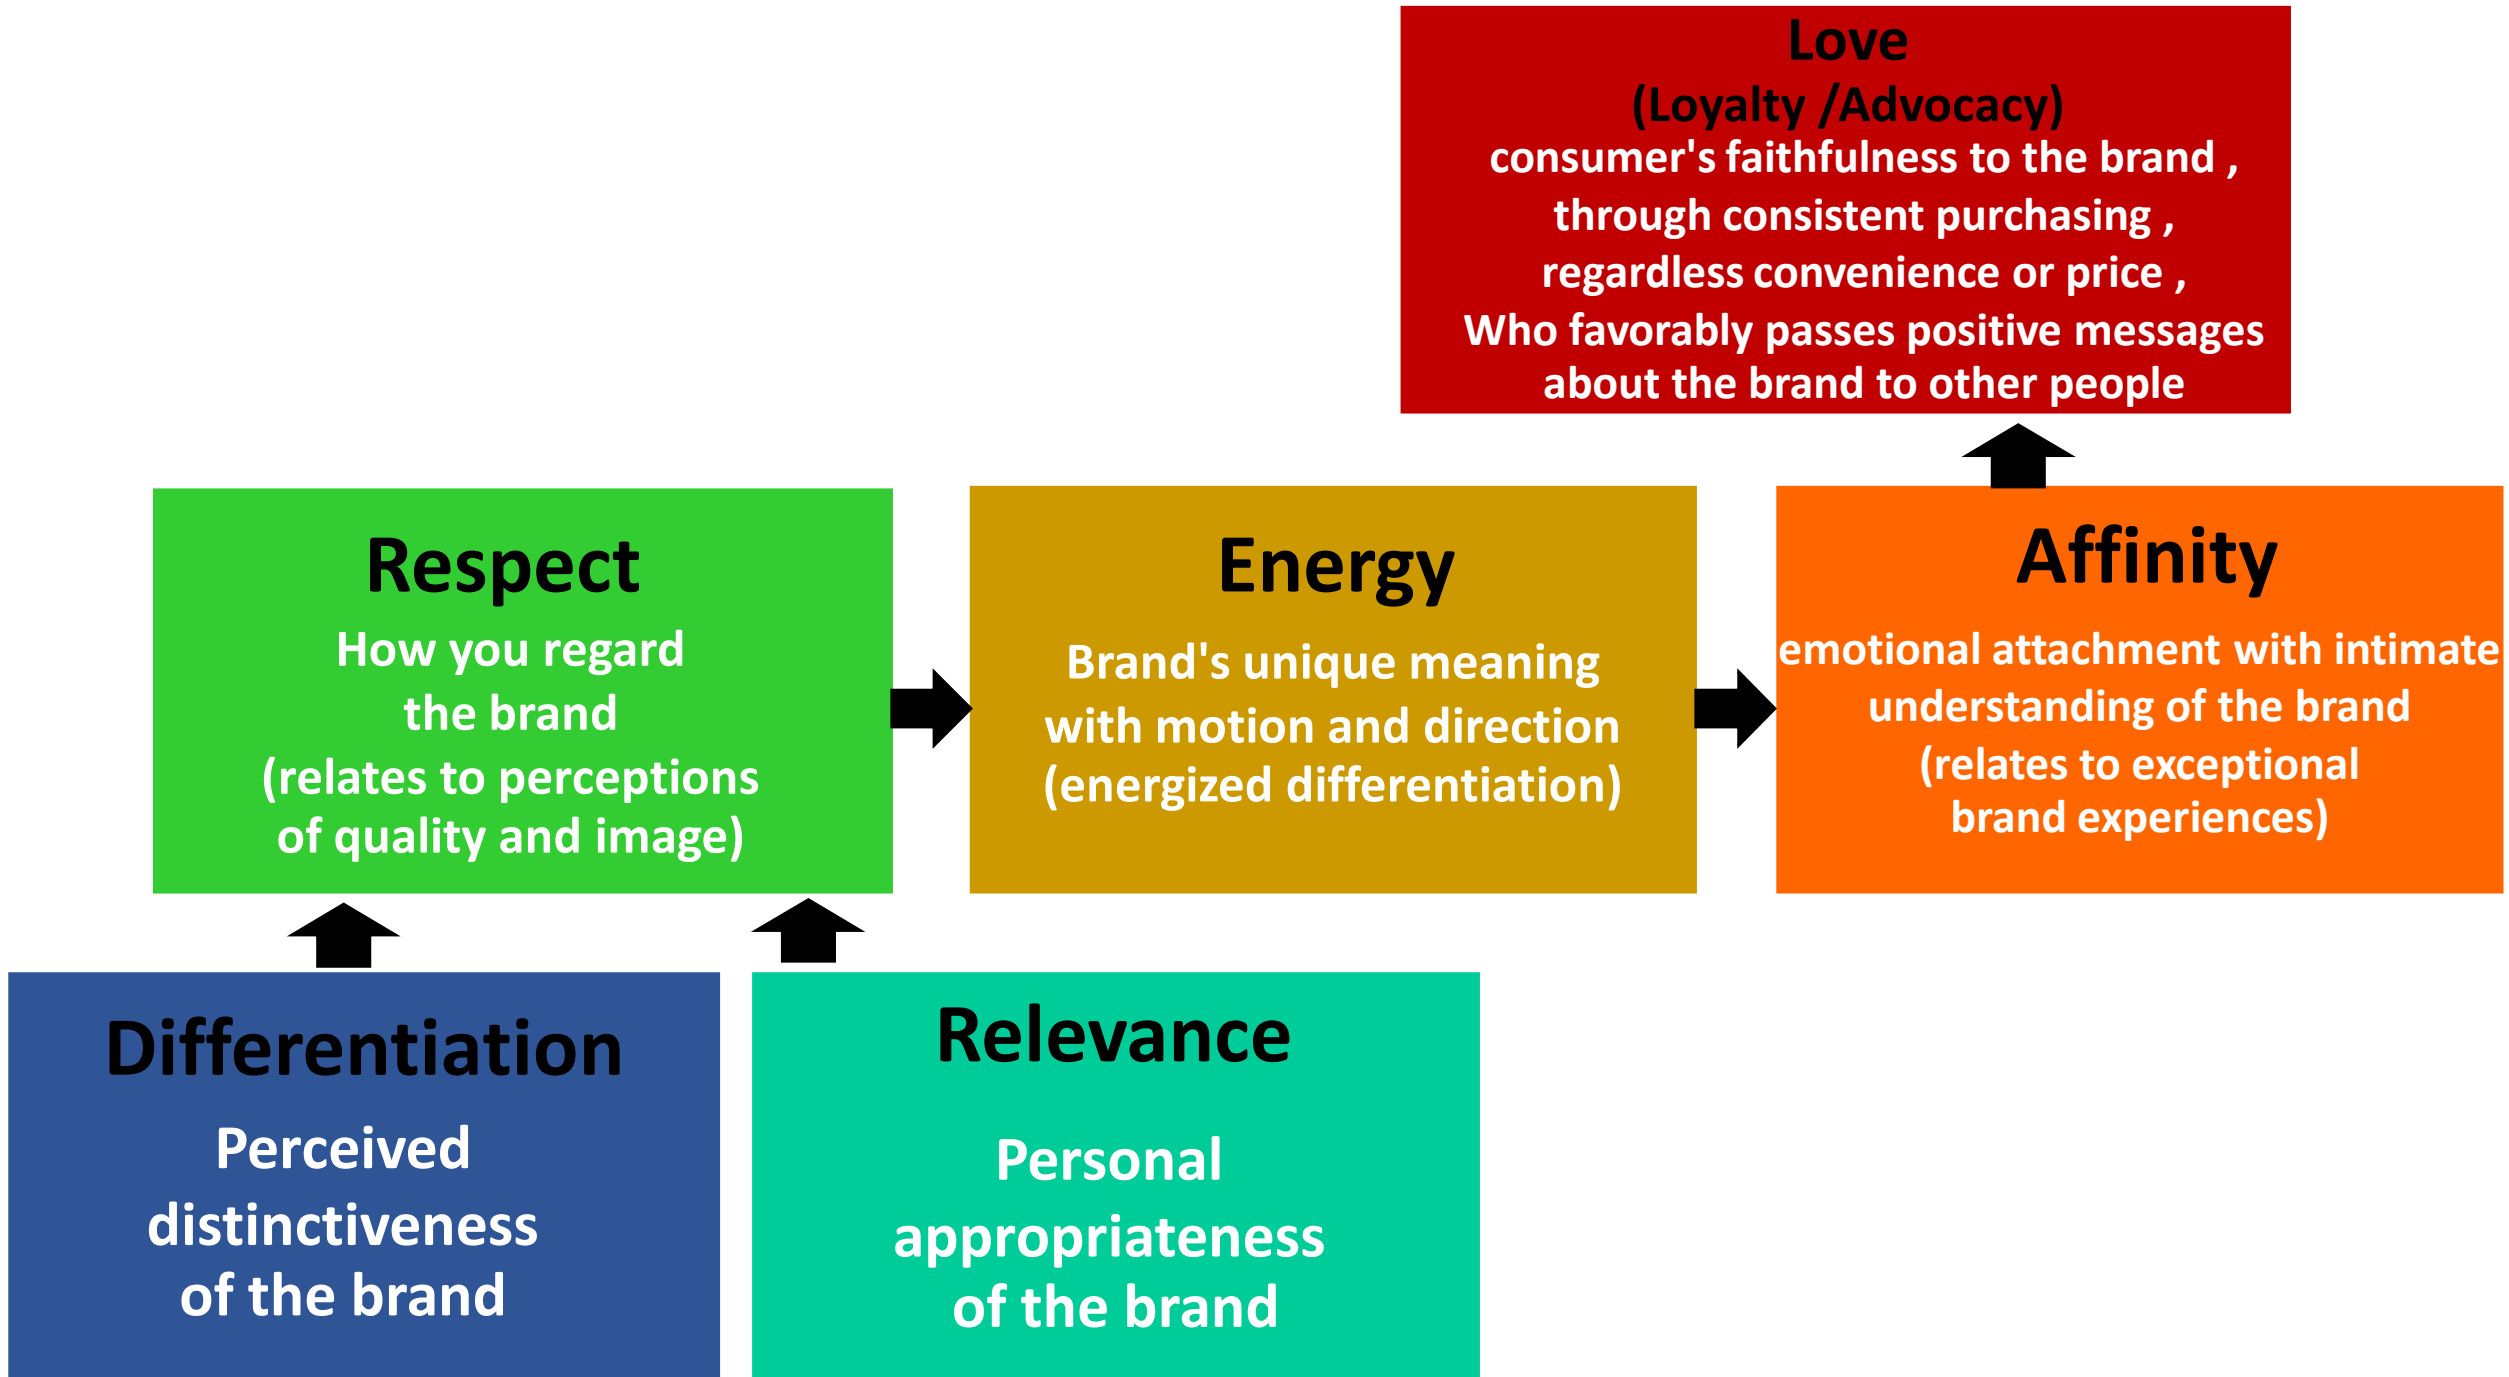 Love
(Loyalty /Advocacy)
consumer's faithfulness to the brand ,
through consistent purchasing ,
regardless convenience or price ,
Who favorably passes positive messages
about the brand to other people
Respect
How you regard
the brand
(relates to perceptions
of quality and image)
Energy
Brand's unique meaning
with motion and direction
(energized differentiation)
Affinity
emotional attachment with intimate
understanding of the brand
(relates to exceptional
brand experiences)
Differentiation
Perceived
distinctiveness
of the brand
Relevance
Personal
appropriateness
of the brand